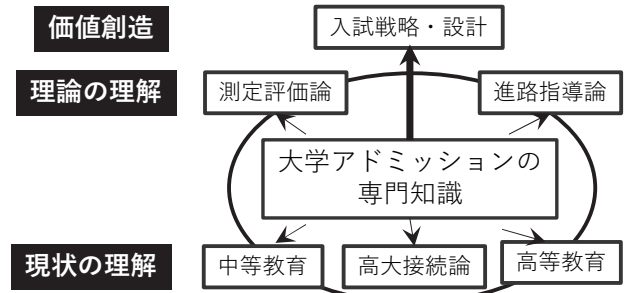 価値創造
入試戦略・設計
理論の理解
測定評価論
進路指導論
大学アドミッションの
専門知識
現状の理解
中等教育
高大接続論
高等教育